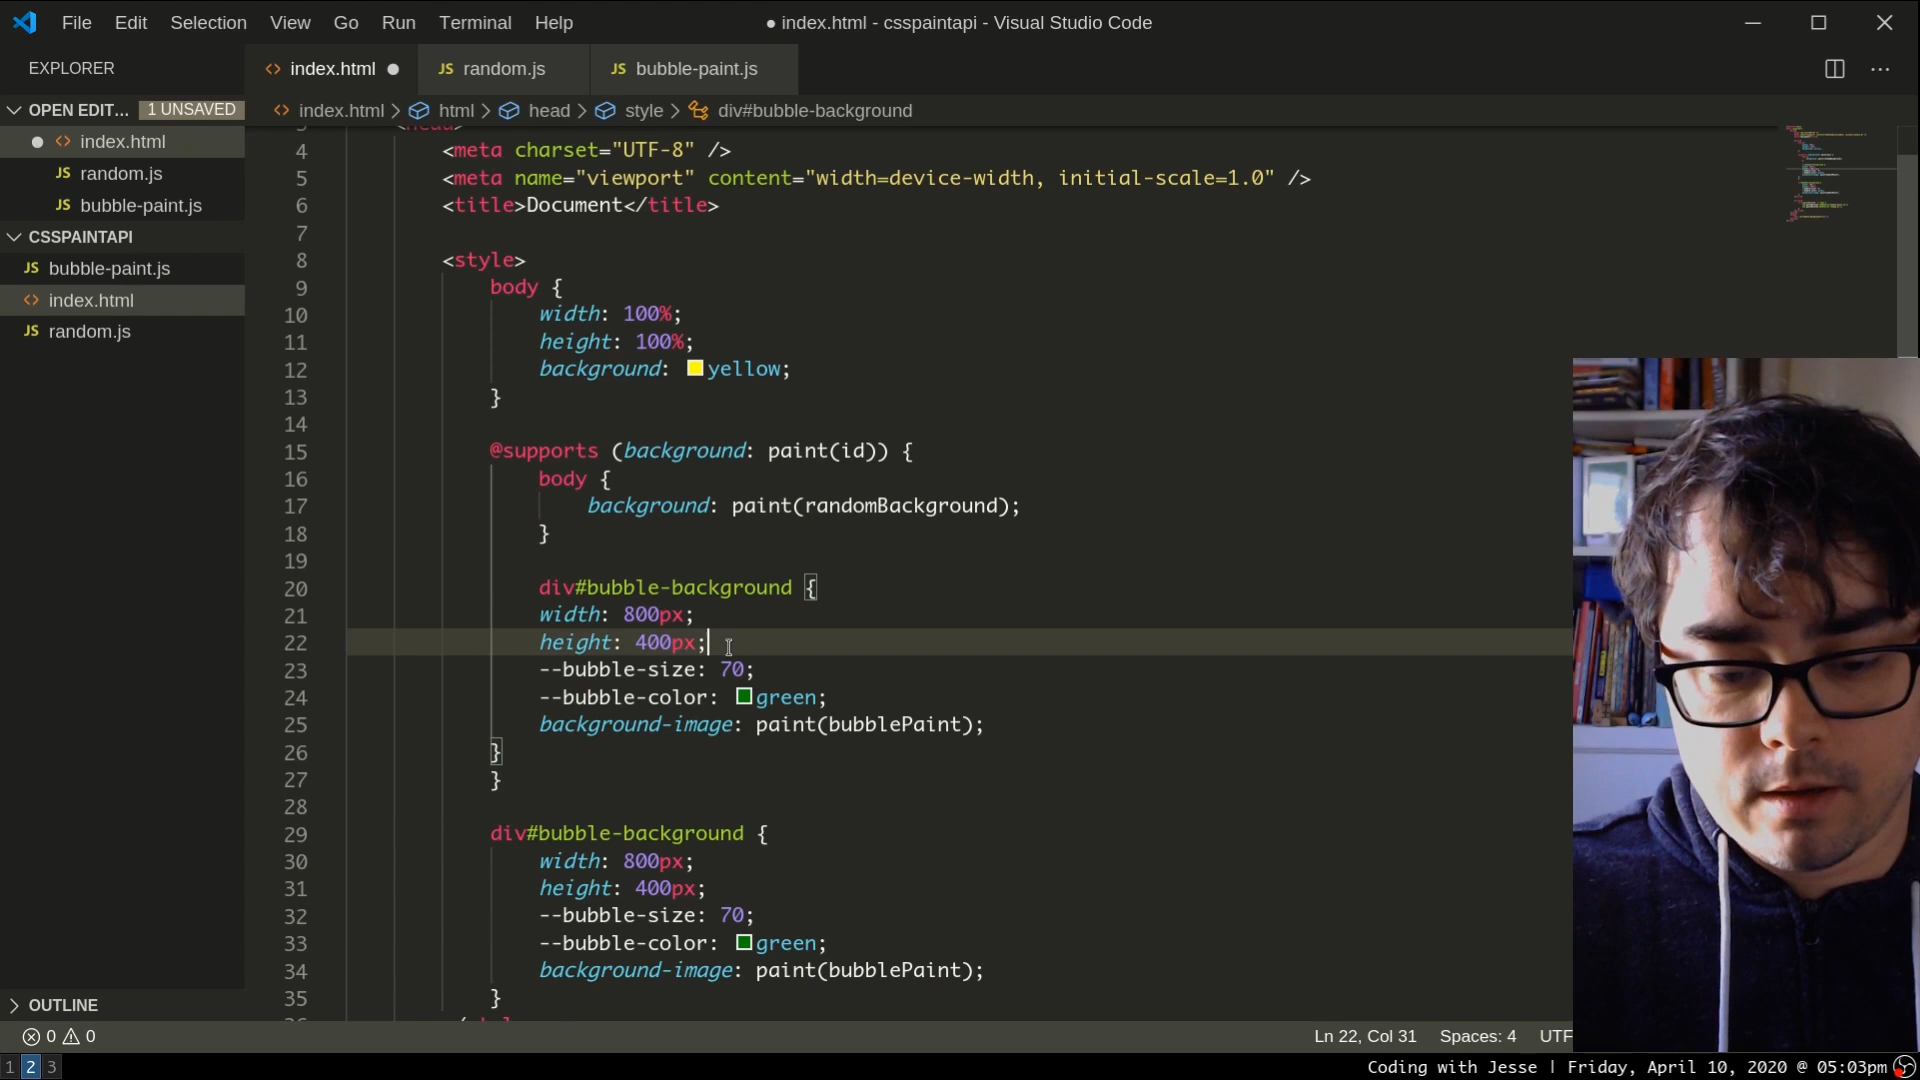 File Edit Selection View Go Run Terminal Help
● index.html - csspaintapi - Visual Studio Code
EXPLORER
index.html
JS random.js
JS bubble-paint.js
OPEN EDIT... 1 UNSAVED
index.html
JS random.js
JS bubble-paint.js
CSSPAINTAPI
JS bubble-paint.js
index.html
JS random.js
OUTLINE
index.html > html > head > style > div#bubble-background
<head>
4 <meta charset="UTF-8" />
5 <meta name="viewport" content="width=device-width, initial-scale=1.0" />
6 <title>Document</title>
7
8 <style>
9 body {
10 width: 100%;
11 height: 100%;
12 background: yellow;
13 }
14
15 @supports (background: paint(id)) {
16 body {
17 background: paint(randomBackground);
18 }
19
20 div#bubble-background {
21 width: 800px;
22 height: 400px;
23 --bubble-size: 70;
24 --bubble-color: green;
25 background-image: paint(bubblePaint);
26 }
27 }
28
29 div#bubble-background {
30 width: 800px;
31 height: 400px;
32 --bubble-size: 70;
33 --bubble-color: green;
34 background-image: paint(bubblePaint);
35 }
0 0
Ln 22, Col 31 Spaces: 4 UTF
1 2 3
Coding with Jesse | Friday, April 10, 2020 @ 05:03pm